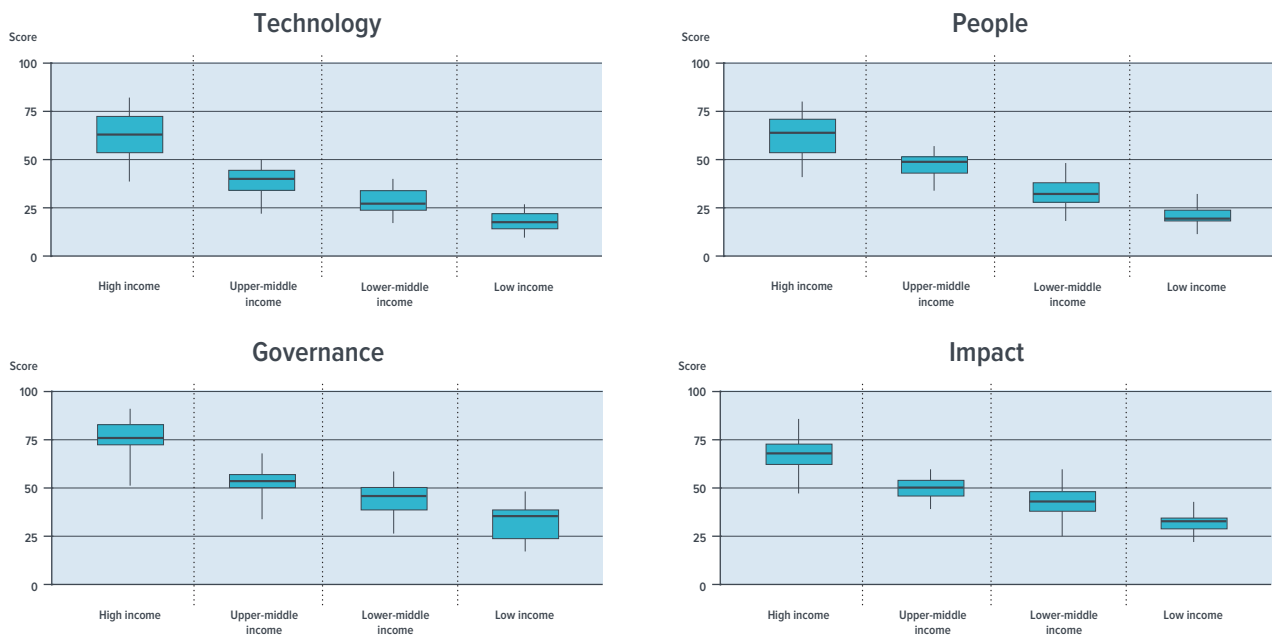 Technology
Score
100
75
50
25
0
High income
Upper-middle
income
Lower-middle
income
Low income
People
Score
100
75
50
25
0
High income
Upper-middle
income
Lower-middle
income
Low income
Governance
Score
100
75
50
25
0
High income
Upper-middle
income
Lower-middle
income
Low income
Impact
Score
100
75
50
25
0
High income
Upper-middle
income
Lower-middle
income
Low income